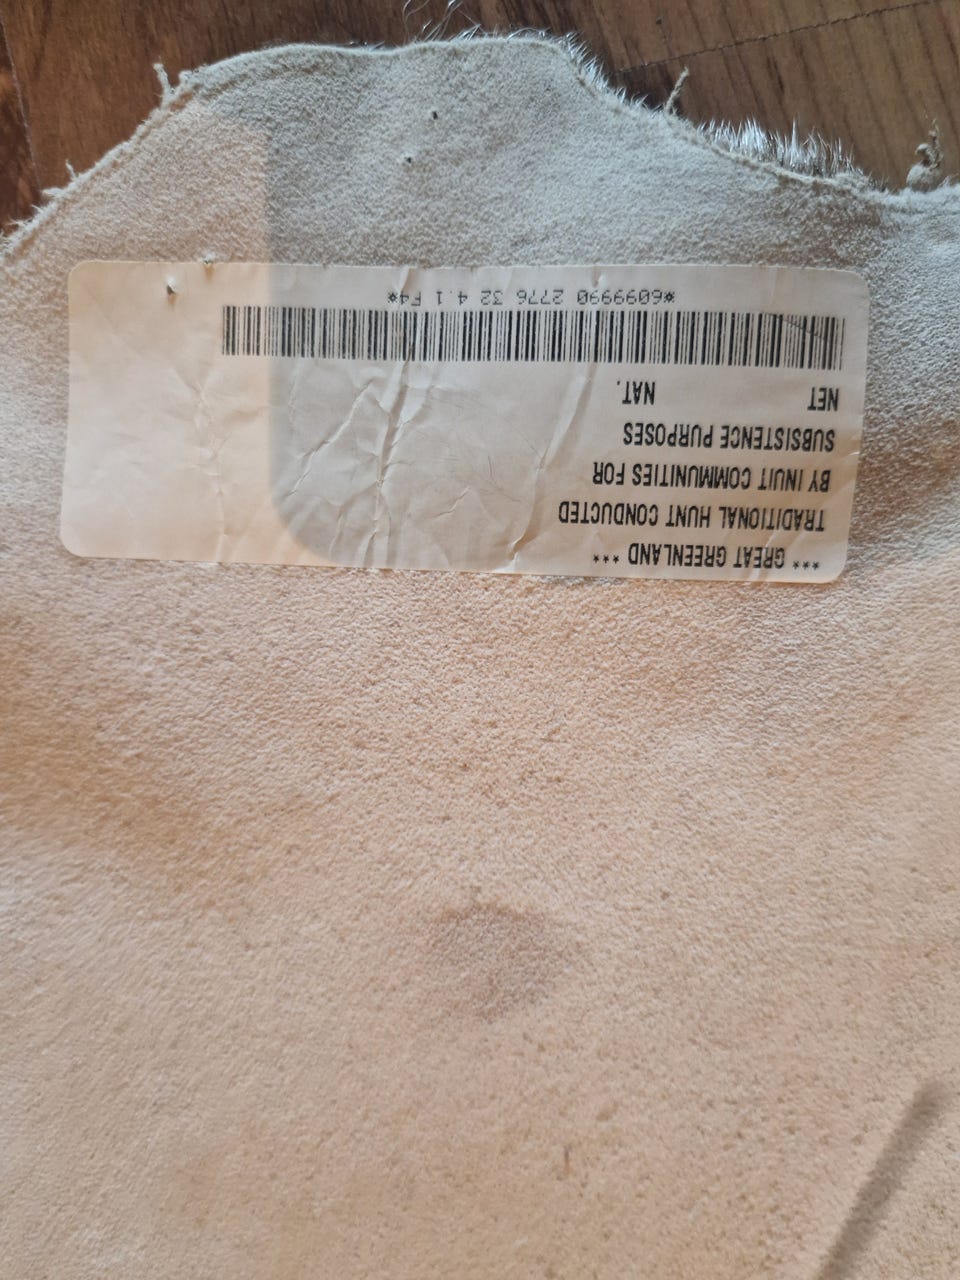 *** GREAT GREENLAND ***
TRADITIONAL HUNT CONDUCTED
BY INUIT COMMUNITIES FOR
SUBSISTENCE PURPOSES
NET NAT.
*6099990 2776 32 4.1 F4*